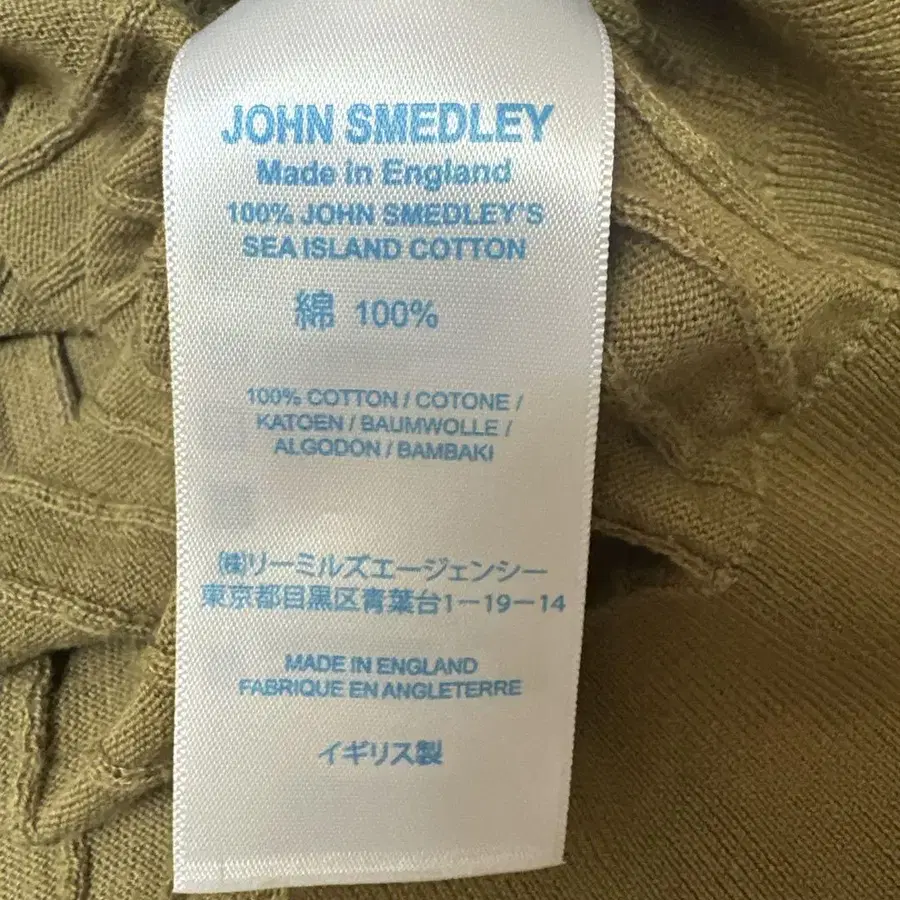 JOHN SMEDLEY
Made in England
100% JOHN SMEDLEY'S
SEA ISLAND COTTON
綿 100%
100% COTTON / COTONE /
KATOEN / BAUMWOLLE /
ALGODON / BAMBAKI
㈱リーミルズエージェンシー
東京都目黒区青葉台1-19-14
MADE IN ENGLAND
FABRIQUE EN ANGLETERRE
イギリス製